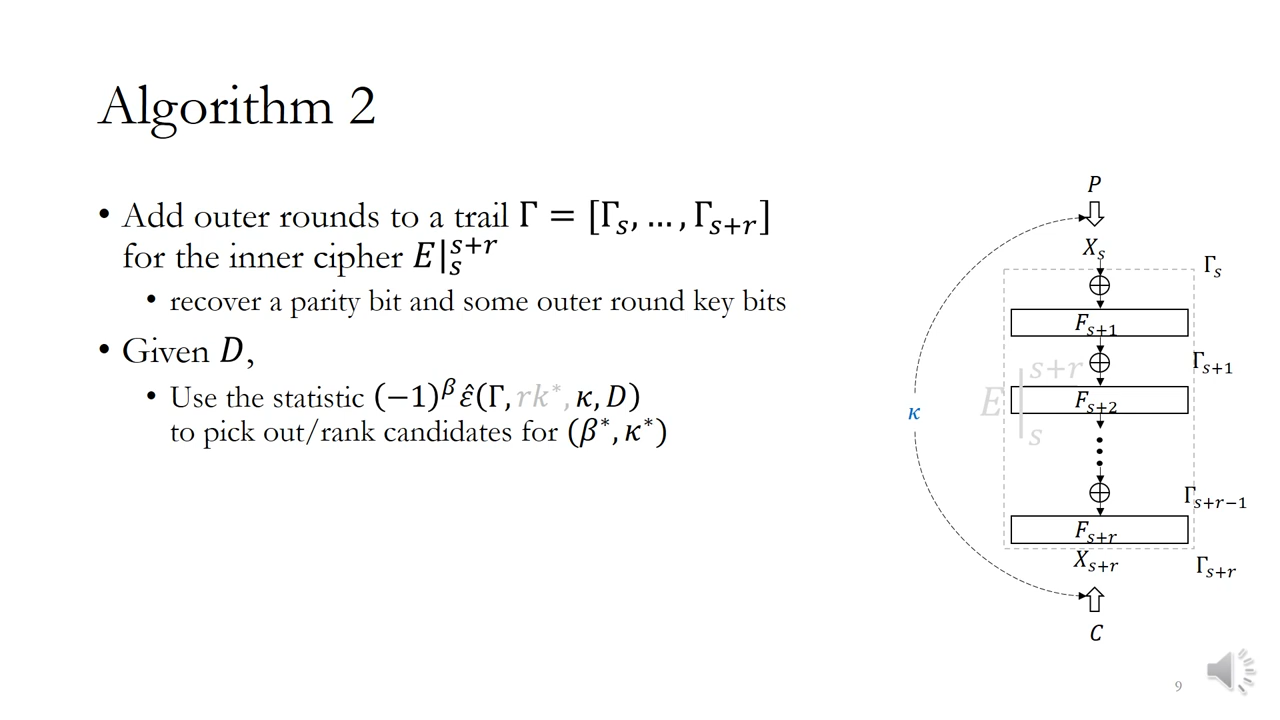 Algorithm 2
• Add outer rounds to a trail Γ = [Γ_s, … , Γ_{s+r}]
for the inner cipher E|_s^{s+r}
• recover a parity bit and some outer round key bits
• Given D,
• Use the statistic (−1)^β ε̂(Γ, rk*, κ, D)
to pick out/rank candidates for (β*, κ*)
P
X_s
Γ_s
F_{s+1}
Γ_{s+1}
E|_s^{s+r}
F_{s+2}
κ
Γ_{s+r−1}
F_{s+r}
X_{s+r}
Γ_{s+r}
C
9